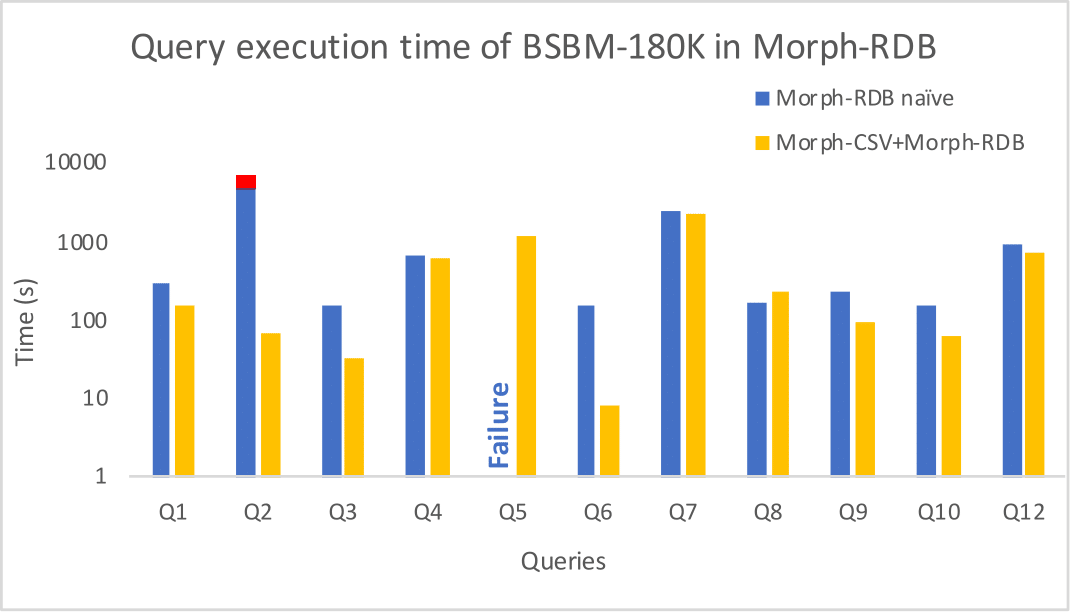 Query execution time of BSBM-180K in Morph-RDB
Morph-RDB naïve
Morph-CSV+Morph-RDB
10000
1000
100
10
1
Time (s)
Failure
Q1 Q2 Q3 Q4 Q5 Q6 Q7 Q8 Q9 Q10 Q12
Queries